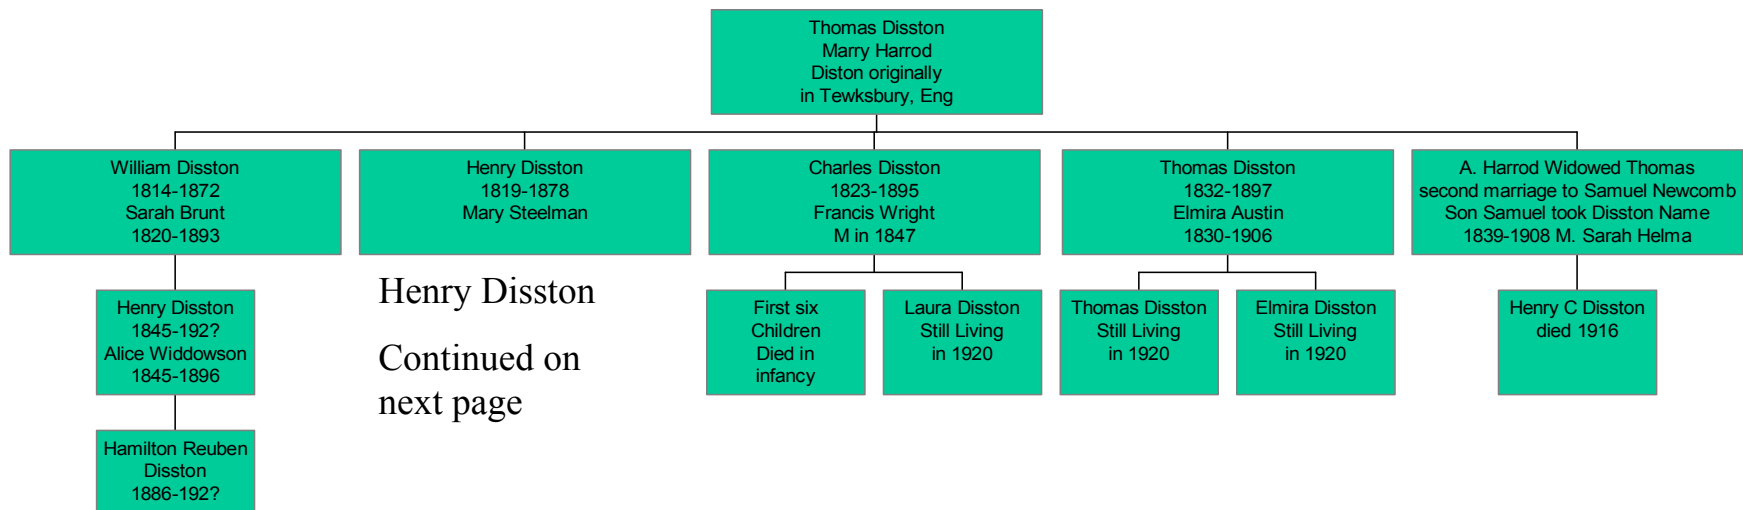 Thomas Disston
Marry Harrod
Diston originally
in Tewksbury, Eng
William Disston
1814-1872
Sarah Brunt
1820-1893
Henry Disston
1819-1878
Mary Steelman
Charles Disston
1823-1895
Francis Wright
M in 1847
Thomas Disston
1832-1897
Elmira Austin
1830-1906
A. Harrod Widowed Thomas
second marriage to Samuel Newcomb
Son Samuel took Disston Name
1839-1908 M. Sarah Helma
Henry Disston
1845-192?
Alice Widdowson
1845-1896
Henry Disston
Continued on
next page
First six
Children
Died in
infancy
Laura Disston
Still Living
in 1920
Thomas Disston
Still Living
in 1920
Elmira Disston
Still Living
in 1920
Henry C Disston
died 1916
Hamilton Reuben
Disston
1886-192?